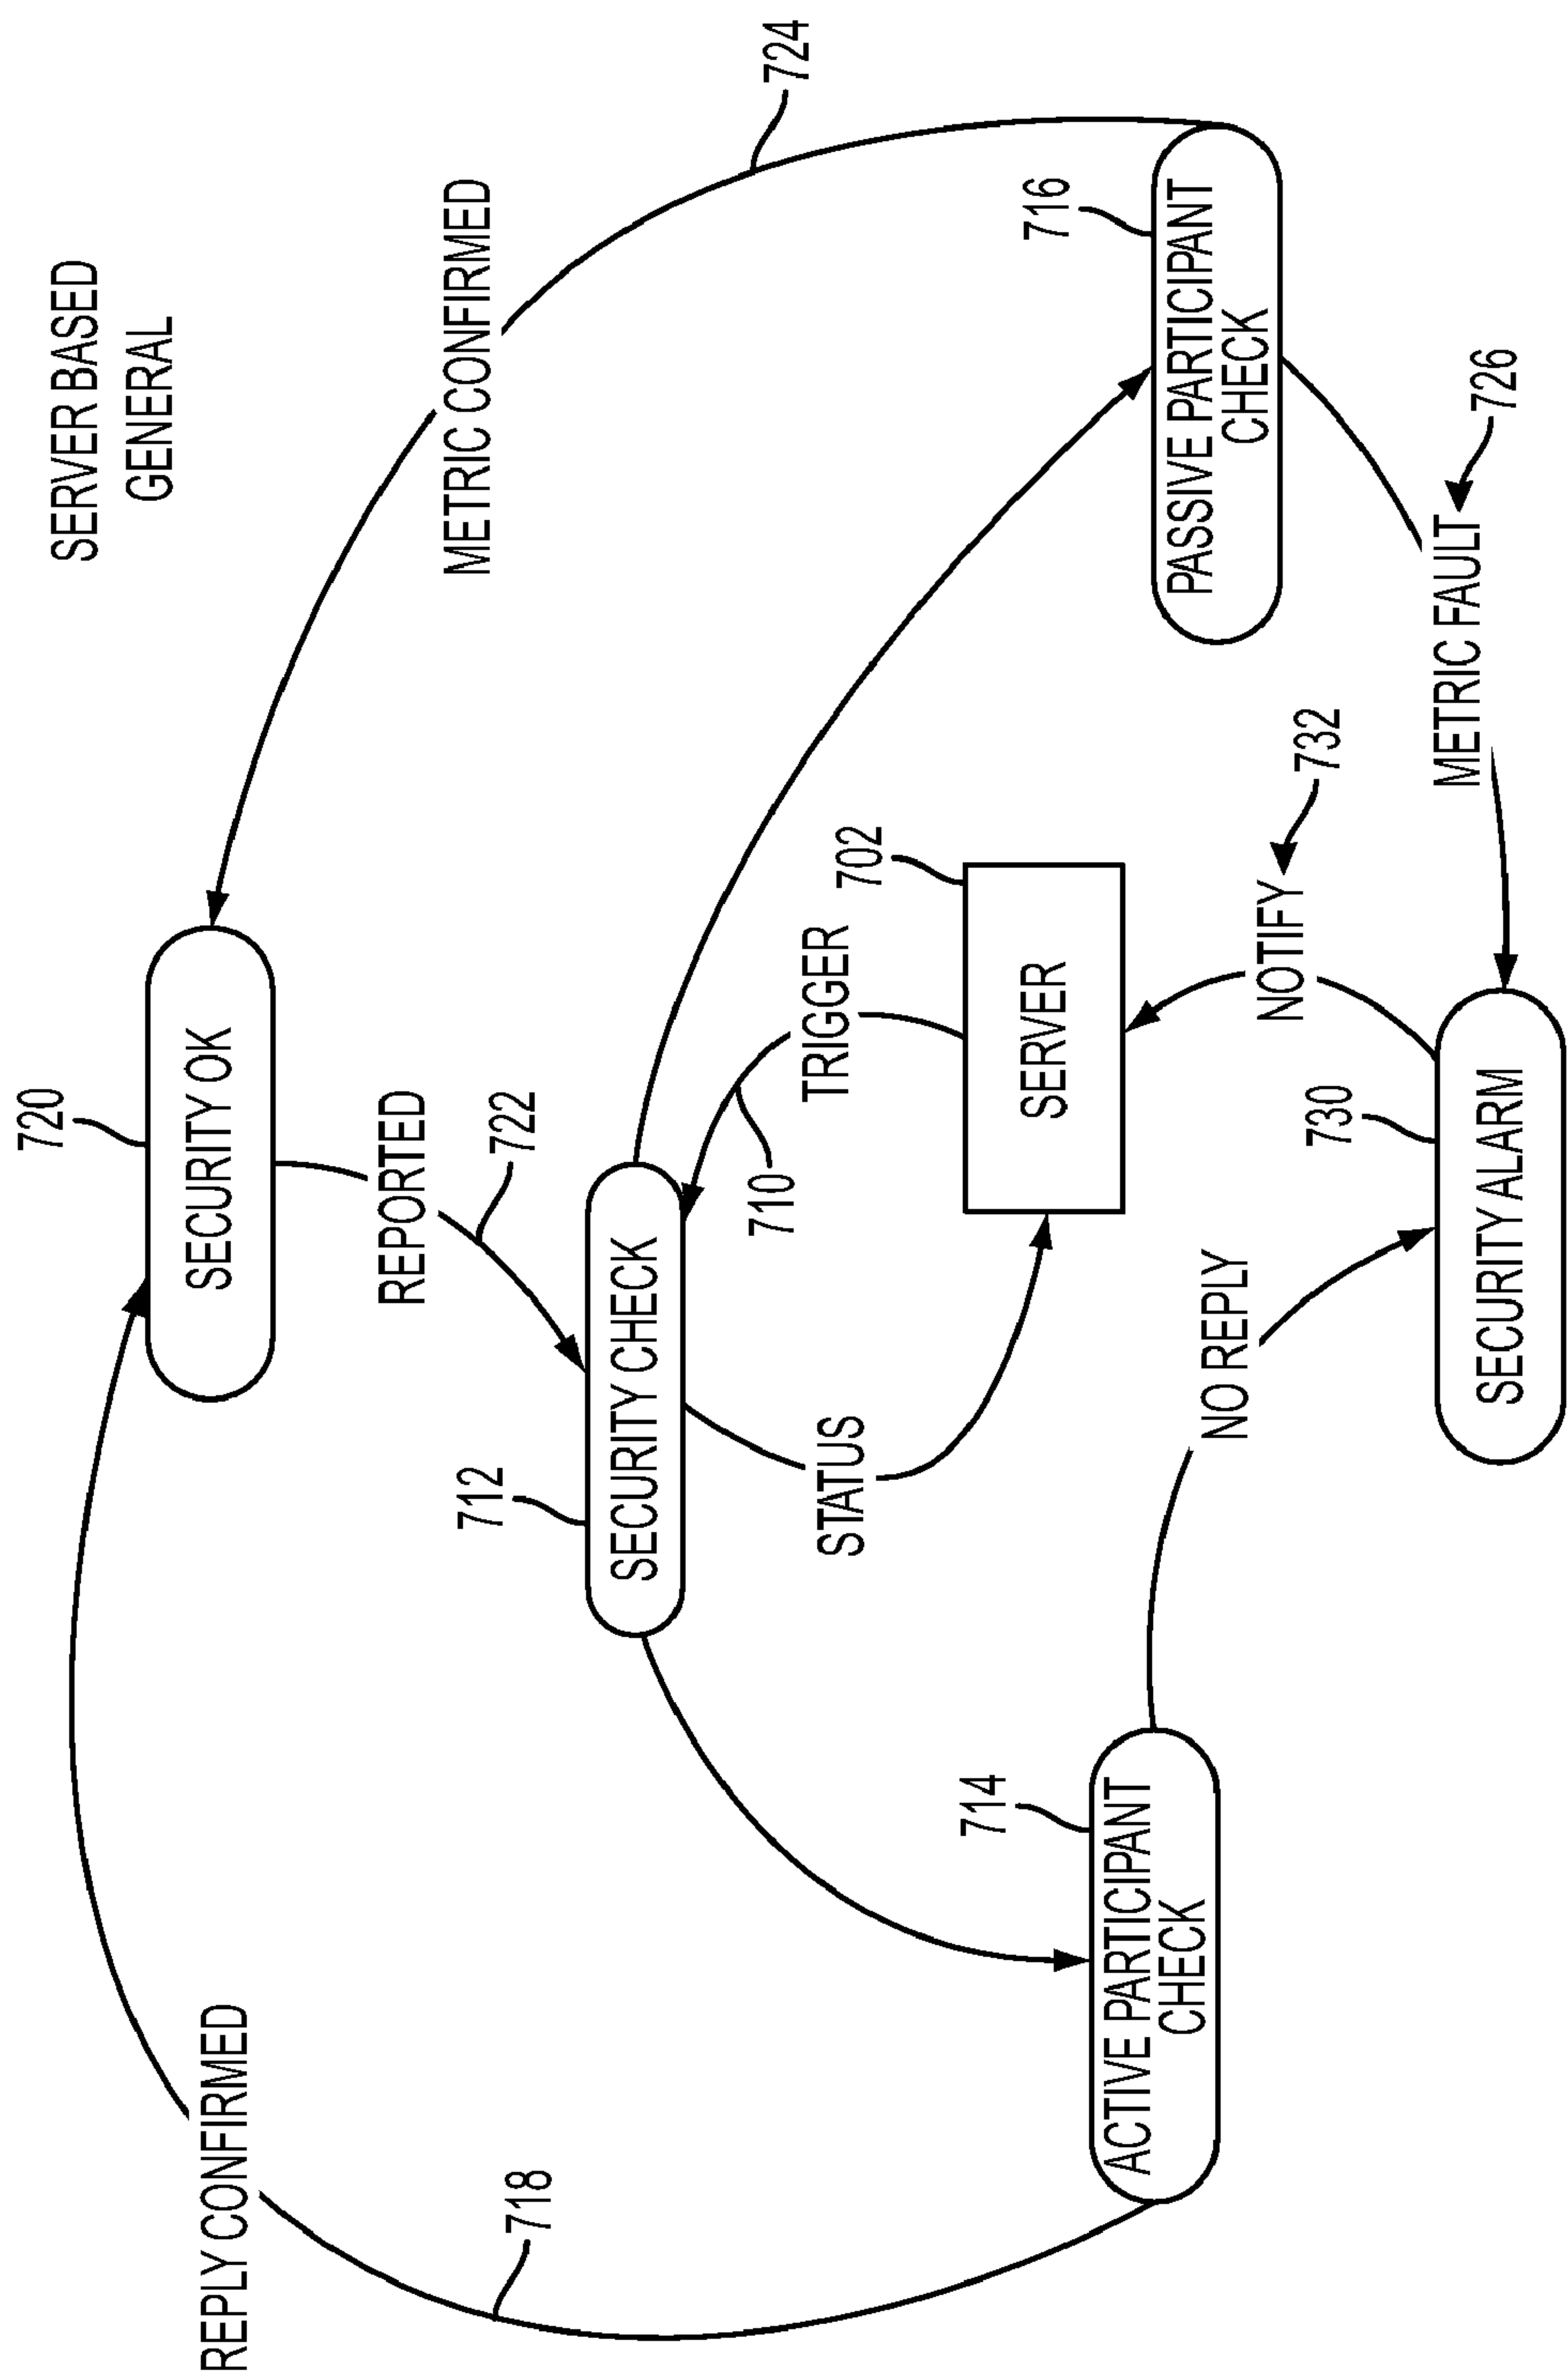 SERVER BASED
GENERAL
720
SECURITY OK
REPLY CONFIRMED
718
REPORTED
722
METRIC CONFIRMED
724
712
SECURITY CHECK
710
TRIGGER
STATUS
702
SERVER
714
ACTIVE PARTICIPANT
CHECK
716
PASSIVE PARTICIPANT
CHECK
NO REPLY
NOTIFY
732
730
SECURITY ALARM
METRIC FAULT
726